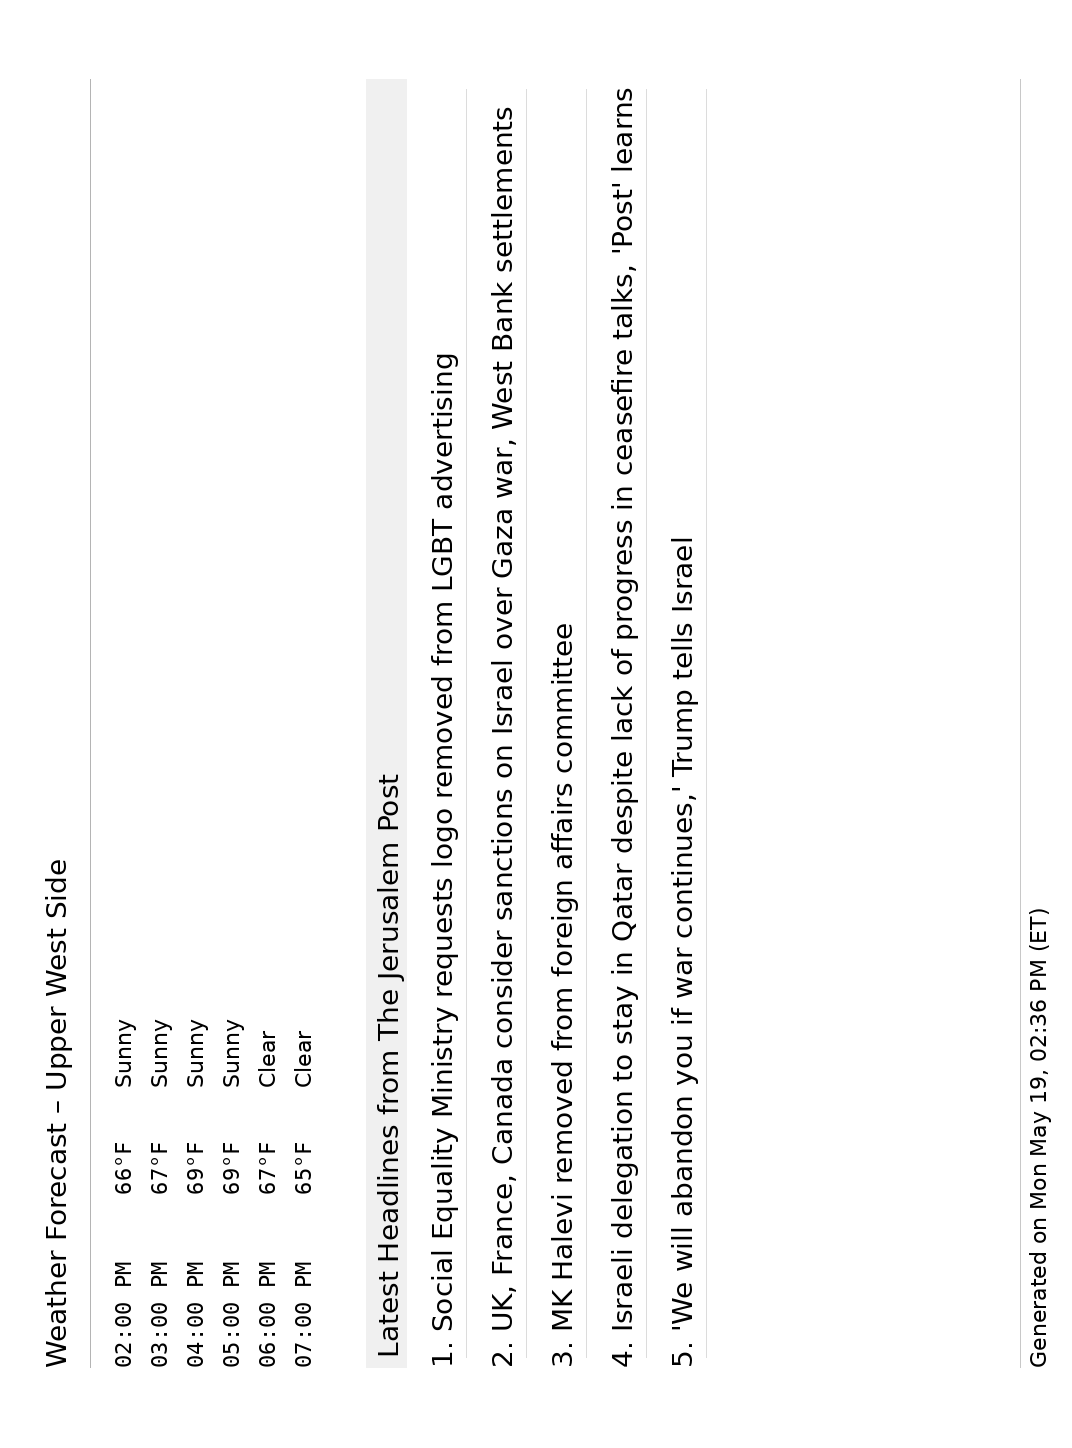 Weather Forecast – Upper West Side
02:00 PM 66°F Sunny
03:00 PM 67°F Sunny
04:00 PM 69°F Sunny
05:00 PM 69°F Sunny
06:00 PM 67°F Clear
07:00 PM 65°F Clear
Latest Headlines from The Jerusalem Post
1. Social Equality Ministry requests logo removed from LGBT advertising
2. UK, France, Canada consider sanctions on Israel over Gaza war, West Bank settlements
3. MK Halevi removed from foreign affairs committee
4. Israeli delegation to stay in Qatar despite lack of progress in ceasefire talks, 'Post' learns
5. 'We will abandon you if war continues,' Trump tells Israel
Generated on Mon May 19, 02:36 PM (ET)